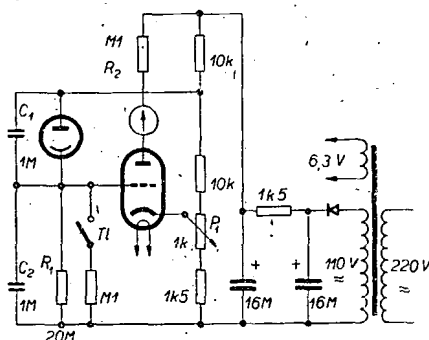 M1
R2
10k
C1
1M
10k
6,3 V
1k5
P1
1k
Tl
110 V
≈
220V
≈
R1
C2
1M
M1
1k5
+
16M
+
16M
20M